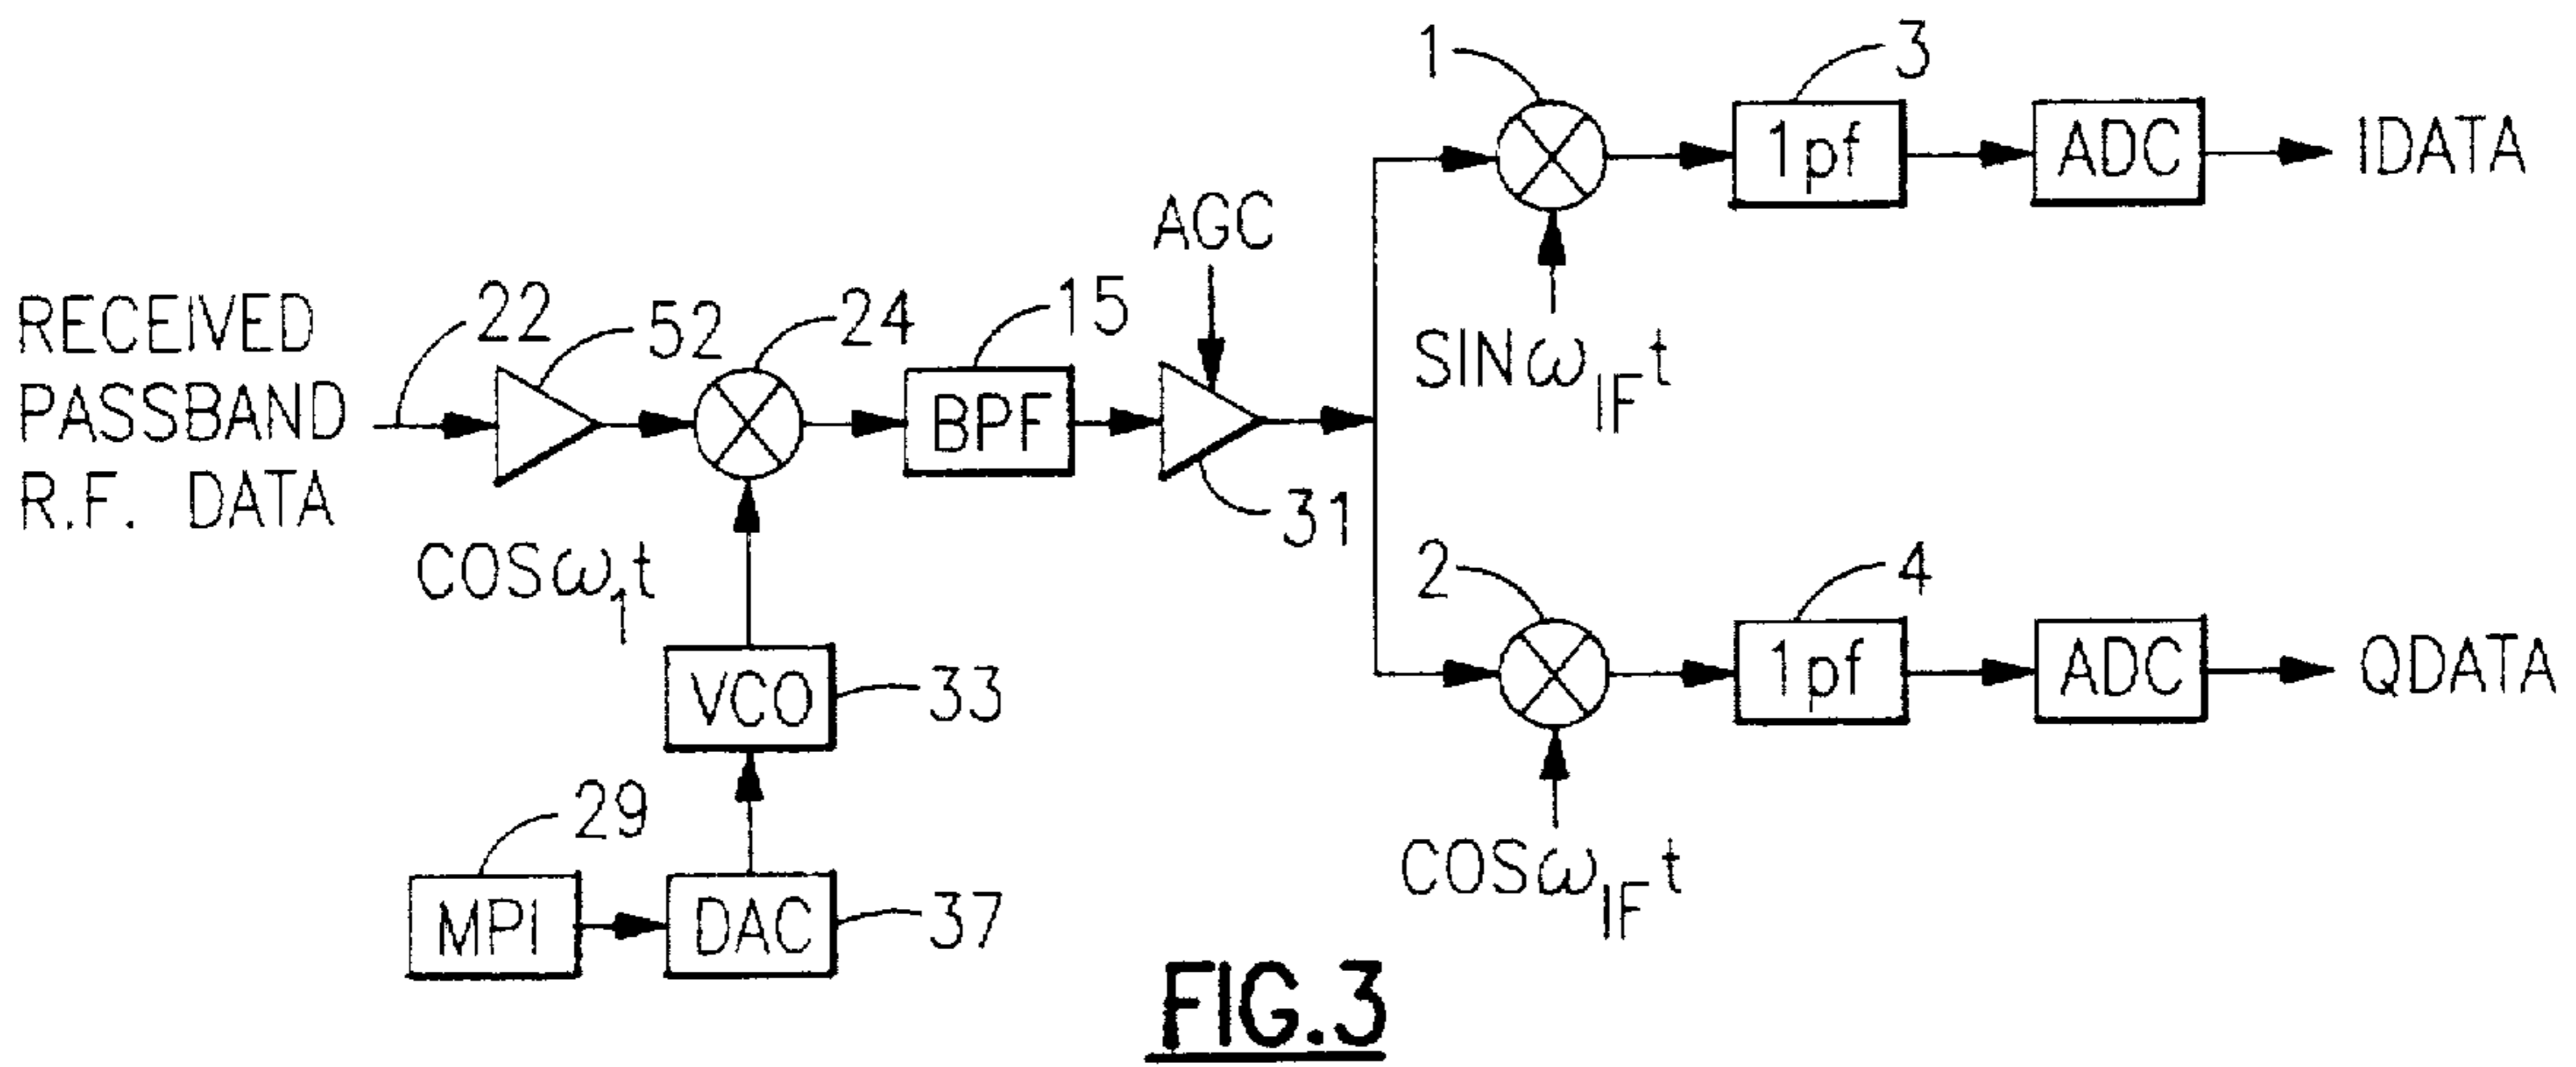 1
3
1pf
ADC
IDATA
AGC
SINω_IF t
RECEIVED
PASSBAND
R.F. DATA
22
52
24
15
BPF
31
COSω_1 t
2
4
1pf
ADC
QDATA
VCO
33
COSω_IF t
29
MPI
DAC
37
FIG.3